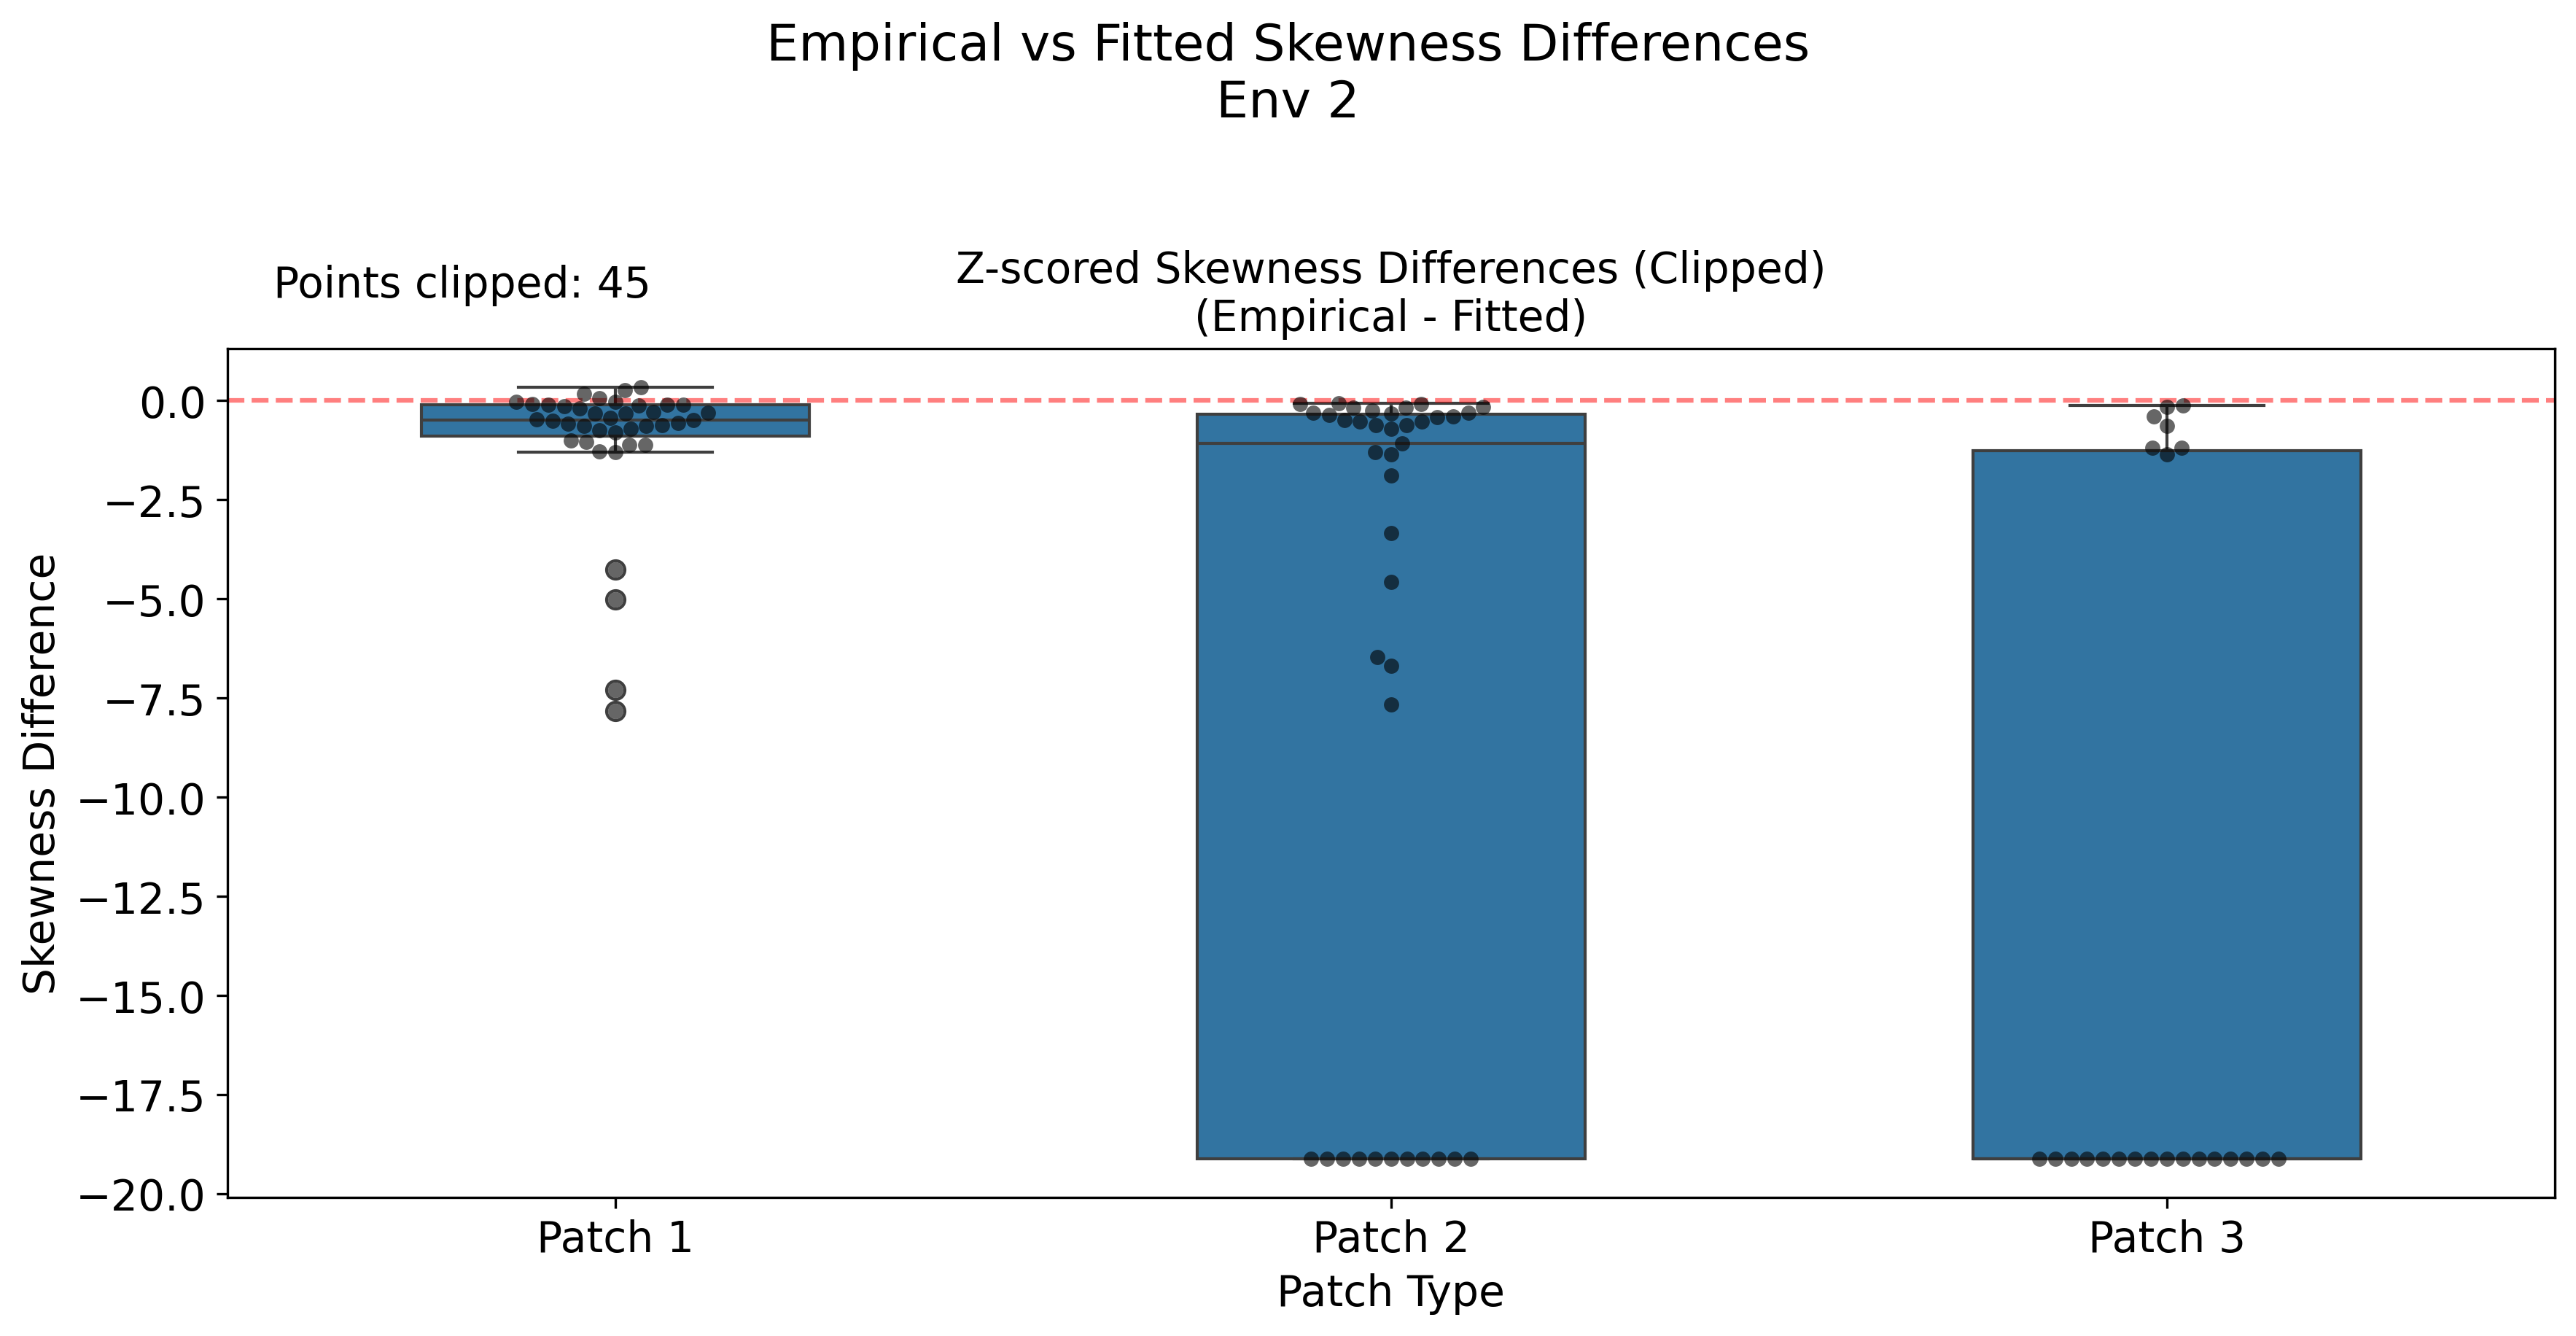 Empirical vs Fitted Skewness Differences
Env 2
Points clipped: 45
Z-scored Skewness Differences (Clipped)
(Empirical - Fitted)
Skewness Difference
0.0
−2.5
−5.0
−7.5
−10.0
−12.5
−15.0
−17.5
−20.0
Patch 1
Patch 2
Patch 3
Patch Type